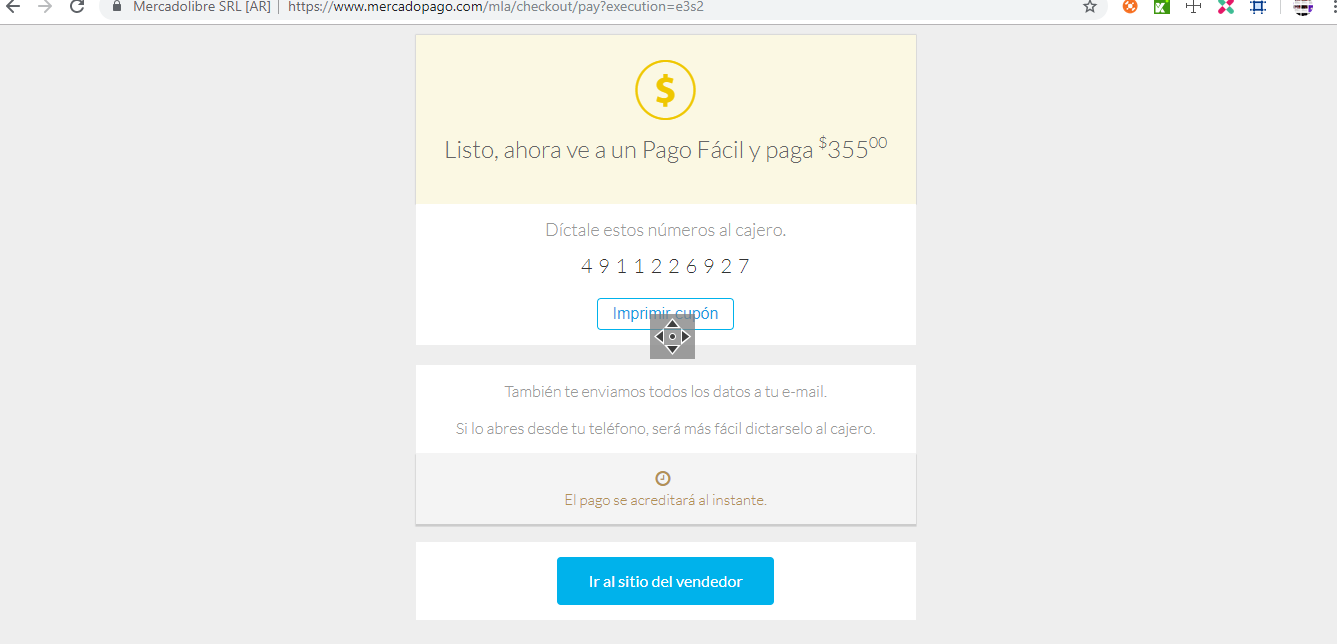 Mercadolibre SRL [AR] | https://www.mercadopago.com/mla/checkout/pay?execution=e3s2
$
Listo, ahora ve a un Pago Fácil y paga $35500
Díctale estos números al cajero.
4 9 1 1 2 2 6 9 2 7
Imprimir cupón
También te enviamos todos los datos a tu e-mail.
Si lo abres desde tu teléfono, será más fácil dictarselo al cajero.
El pago se acreditará al instante.
Ir al sitio del vendedor